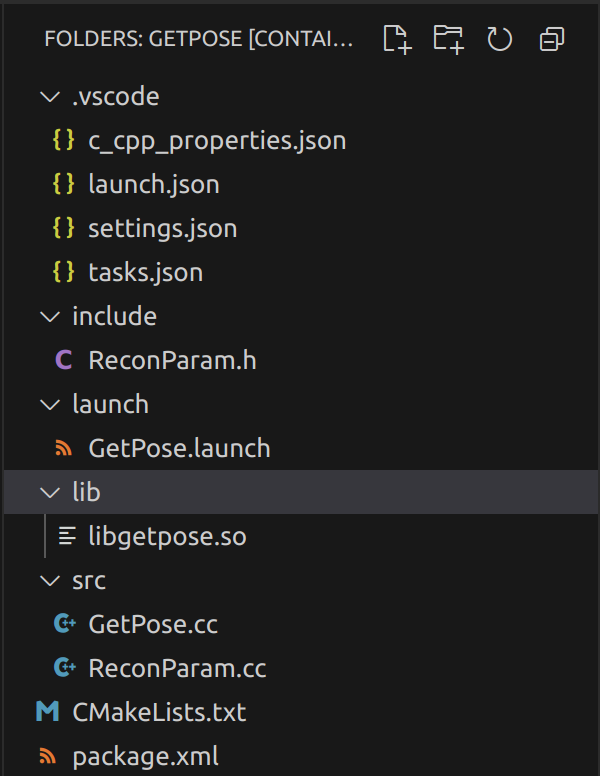 FOLDERS: GETPOSE [CONTAI...
.vscode
{} c_cpp_properties.json
{} launch.json
{} settings.json
{} tasks.json
include
C ReconParam.h
launch
GetPose.launch
lib
libgetpose.so
src
C++ GetPose.cc
C++ ReconParam.cc
M CMakeLists.txt
package.xml